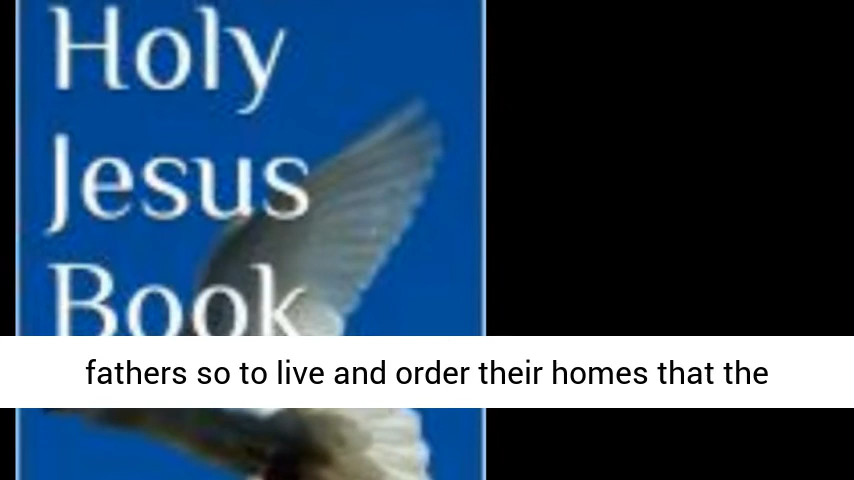 Holy
Jesus
Book
fathers so to live and order their homes that the